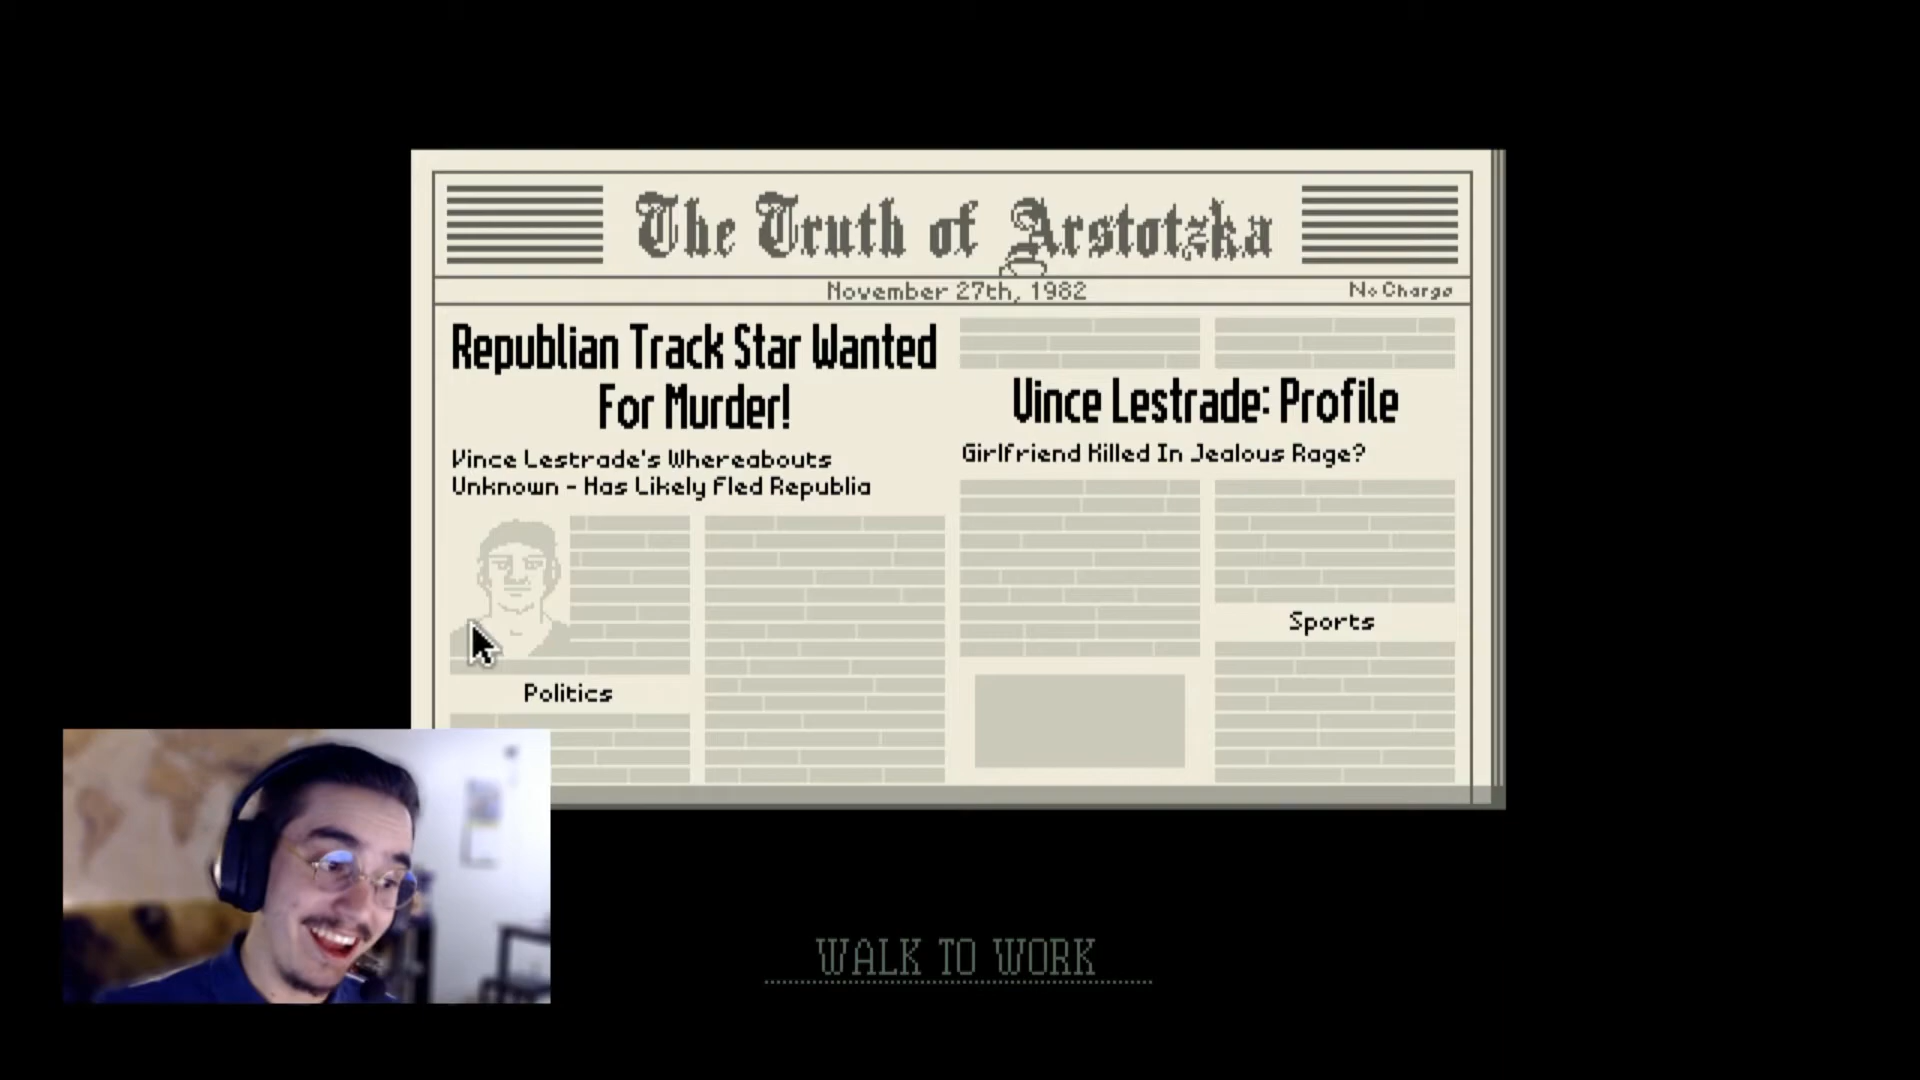 The Truth of Arstotzka
November 27th, 1982
No Charge
Republian Track Star Wanted
For Murder!
Vince Lestrade's Whereabouts
Unknown - Has Likely Fled Republia
Politics
Vince Lestrade: Profile
Girlfriend Killed In Jealous Rage?
Sports
WALK TO WORK